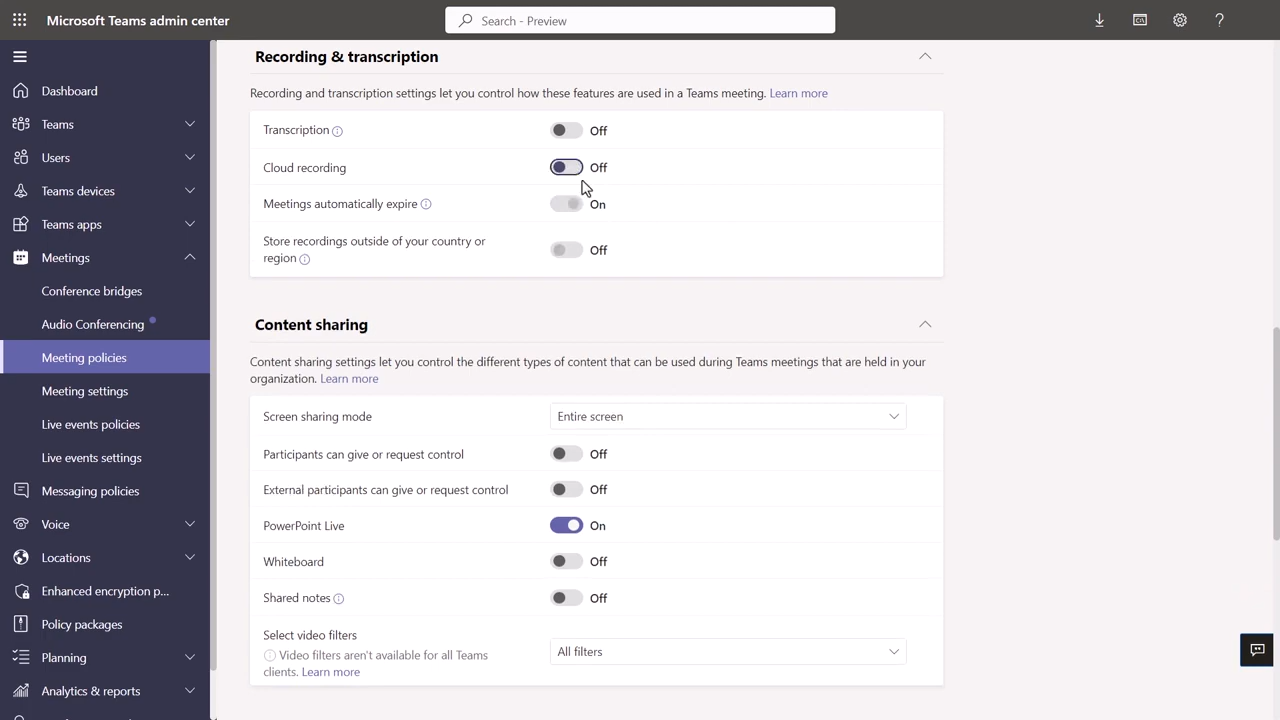 Microsoft Teams admin center
Search - Preview
Dashboard
Teams
Users
Teams devices
Teams apps
Meetings
Conference bridges
Audio Conferencing
Meeting policies
Meeting settings
Live events policies
Live events settings
Messaging policies
Voice
Locations
Enhanced encryption p...
Policy packages
Planning
Analytics & reports
Recording & transcription
Recording and transcription settings let you control how these features are used in a Teams meeting. Learn more
Transcription
Off
Cloud recording
Off
Meetings automatically expire
On
Store recordings outside of your country or
region
Off
Content sharing
Content sharing settings let you control the different types of content that can be used during Teams meetings that are held in your
organization. Learn more
Screen sharing mode
Entire screen
Participants can give or request control
Off
External participants can give or request control
Off
PowerPoint Live
On
Whiteboard
Off
Shared notes
Off
Select video filters
Video filters aren't available for all Teams
clients. Learn more
All filters